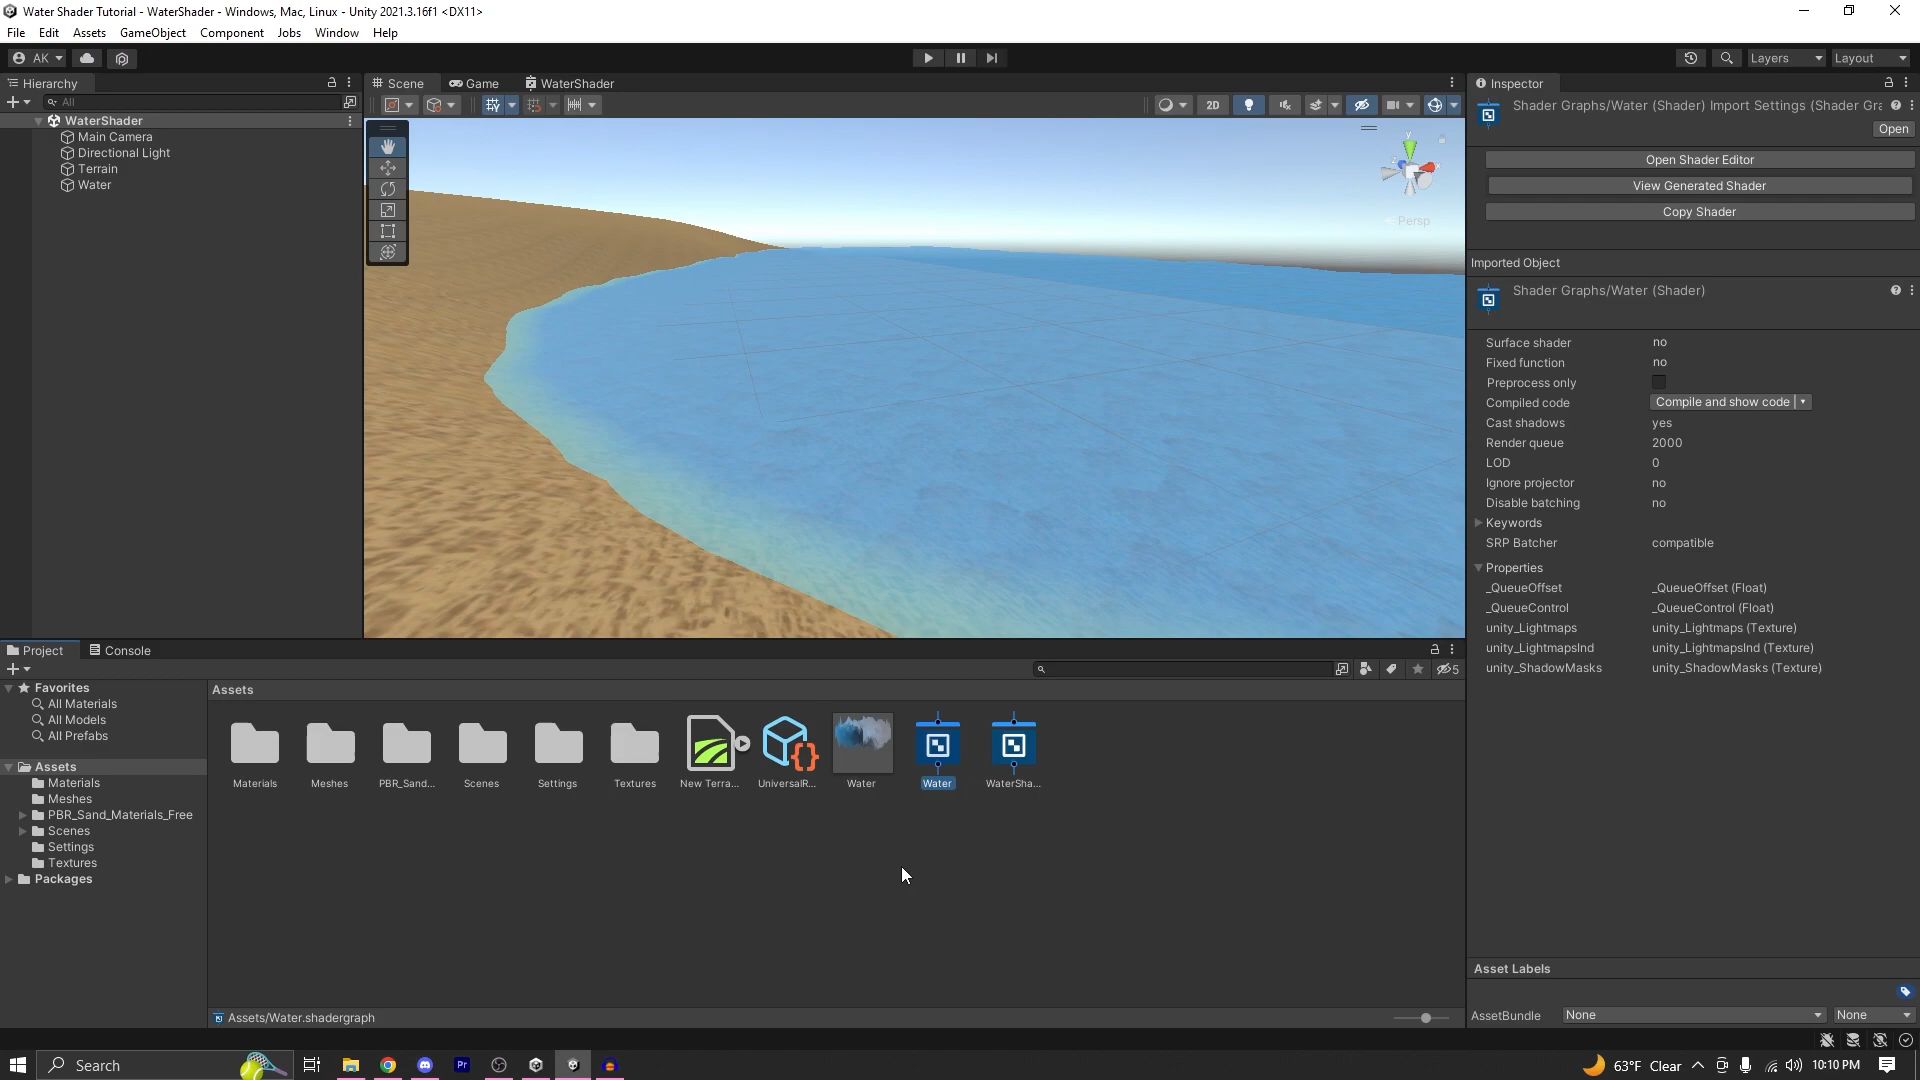 Water Shader Tutorial - WaterShader - Windows, Mac, Linux - Unity 2021.3.16f1 <DX11>
File Edit Assets GameObject Component Jobs Window Help
AK Layers Layout
Hierarchy
All
WaterShader
Main Camera
Directional Light
Terrain
Water
Scene Game WaterShader
2D
Persp
Inspector
Shader Graphs/Water (Shader) Import Settings (Shader Gra
Open
Open Shader Editor
View Generated Shader
Copy Shader
Imported Object
Shader Graphs/Water (Shader)
Surface shader no
Fixed function no
Preprocess only
Compiled code Compile and show code
Cast shadows yes
Render queue 2000
LOD 0
Ignore projector no
Disable batching no
Keywords
SRP Batcher compatible
Properties
_QueueOffset _QueueOffset (Float)
_QueueControl _QueueControl (Float)
unity_Lightmaps unity_Lightmaps (Texture)
unity_LightmapsInd unity_LightmapsInd (Texture)
unity_ShadowMasks unity_ShadowMasks (Texture)
Asset Labels
AssetBundle None None
Project Console
5
Favorites
All Materials
All Models
All Prefabs
Assets
Materials
Meshes
PBR_Sand_Materials_Free
Scenes
Settings
Textures
Packages
Assets
Materials Meshes PBR_Sand... Scenes Settings Textures New Terra... UniversalR... Water Water WaterSha...
Assets/Water.shadergraph
Search Pr 63°F Clear 10:10 PM